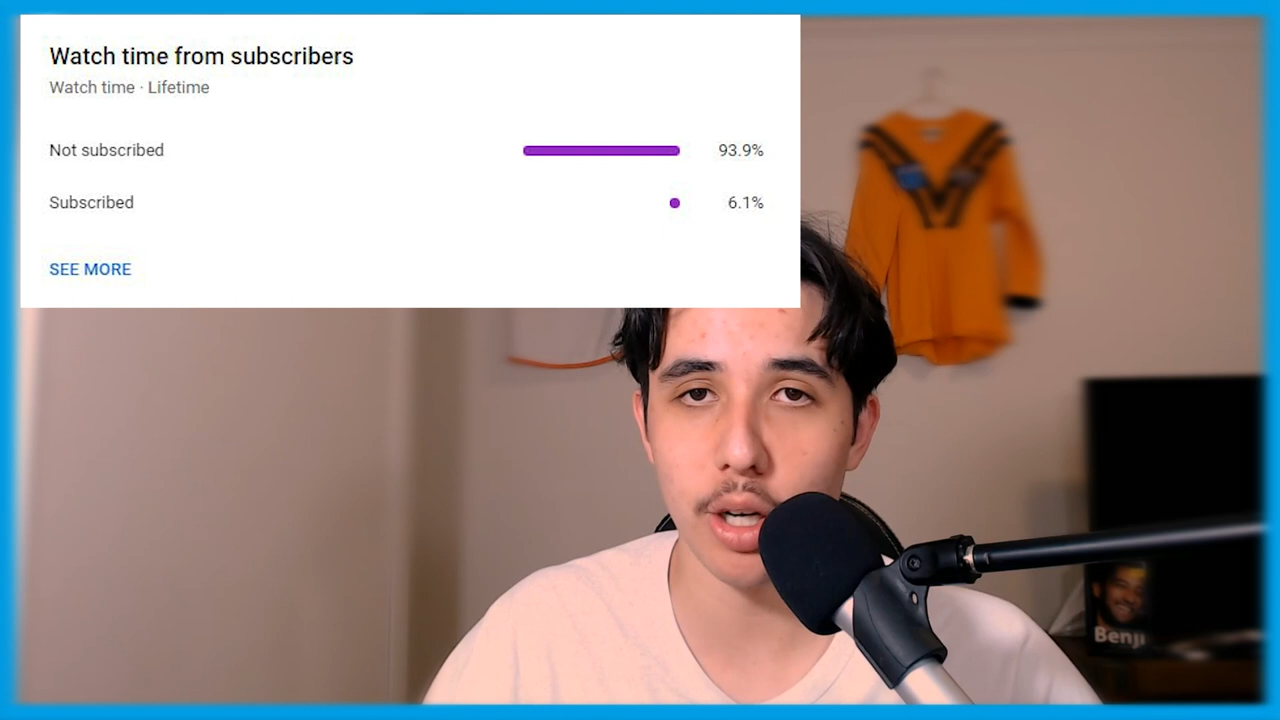 Watch time from subscribers
Watch time · Lifetime
Not subscribed
93.9%
Subscribed
6.1%
SEE MORE
Benji